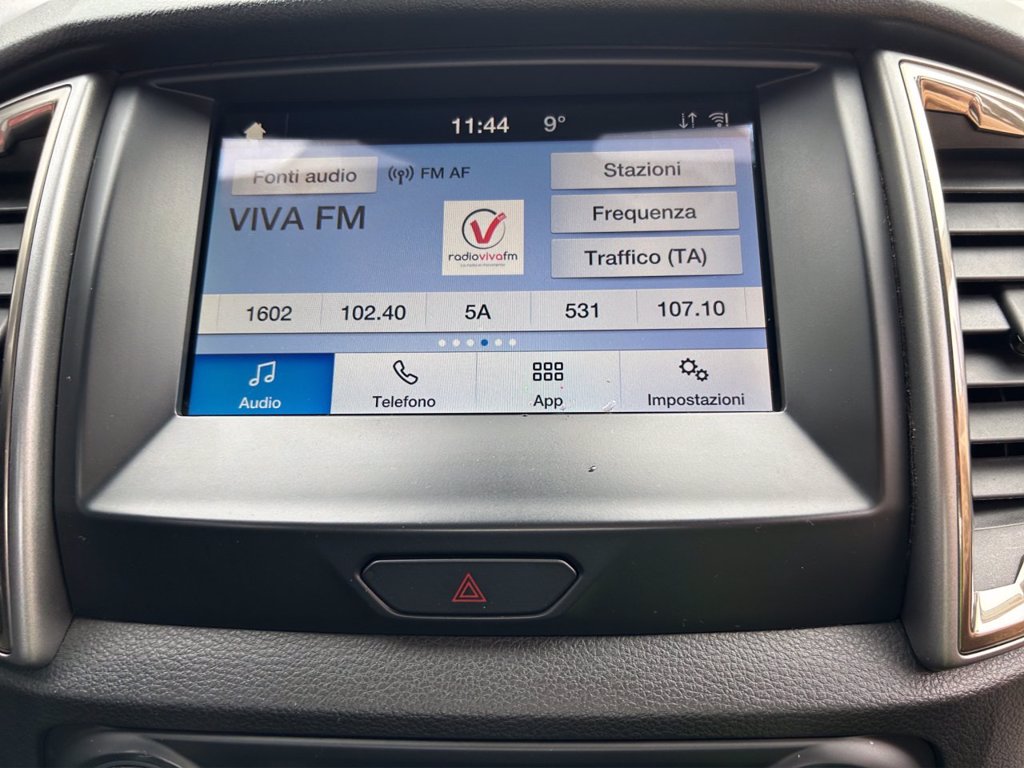 11:44 9°
Fonti audio FM AF Stazioni
VIVA FM
radiovivafm
Frequenza
Traffico (TA)
1602 102.40 5A 531 107.10
Audio Telefono App Impostazioni